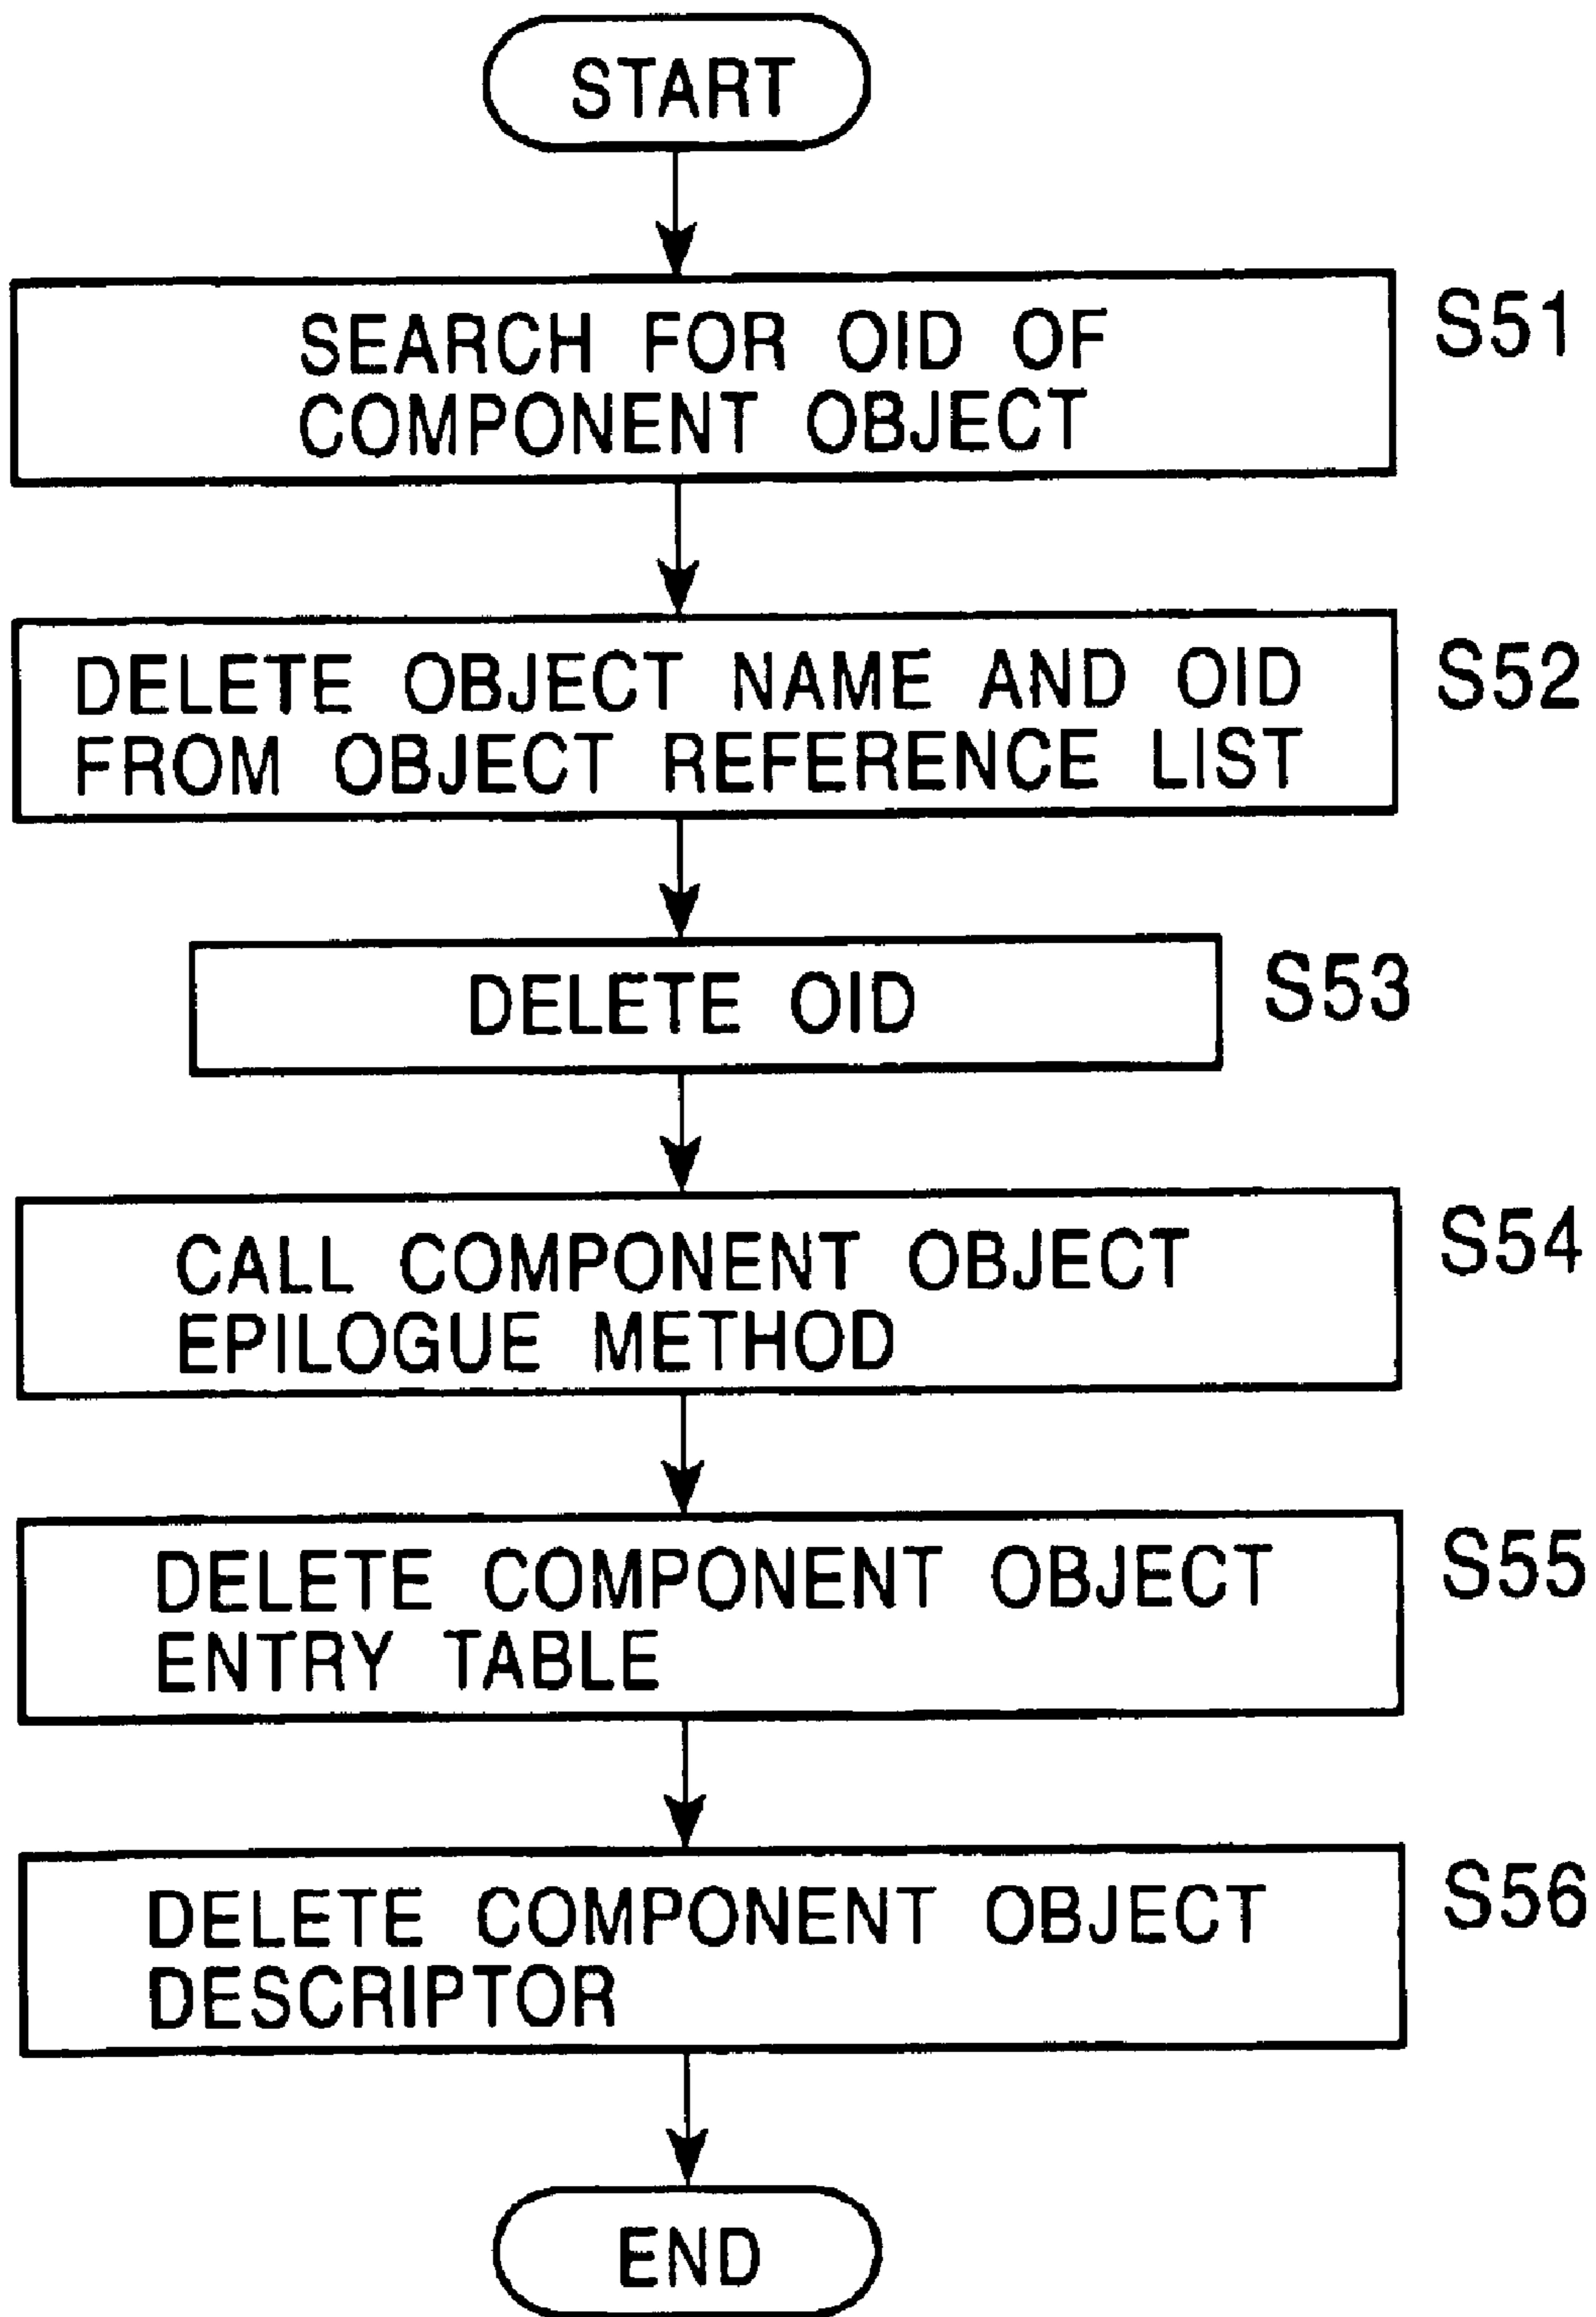 START
SEARCH FOR OID OF
COMPONENT OBJECT
S51
DELETE OBJECT NAME AND OID
FROM OBJECT REFERENCE LIST
S52
DELETE OID
S53
CALL COMPONENT OBJECT
EPILOGUE METHOD
S54
DELETE COMPONENT OBJECT
ENTRY TABLE
S55
DELETE COMPONENT OBJECT
DESCRIPTOR
S56
END